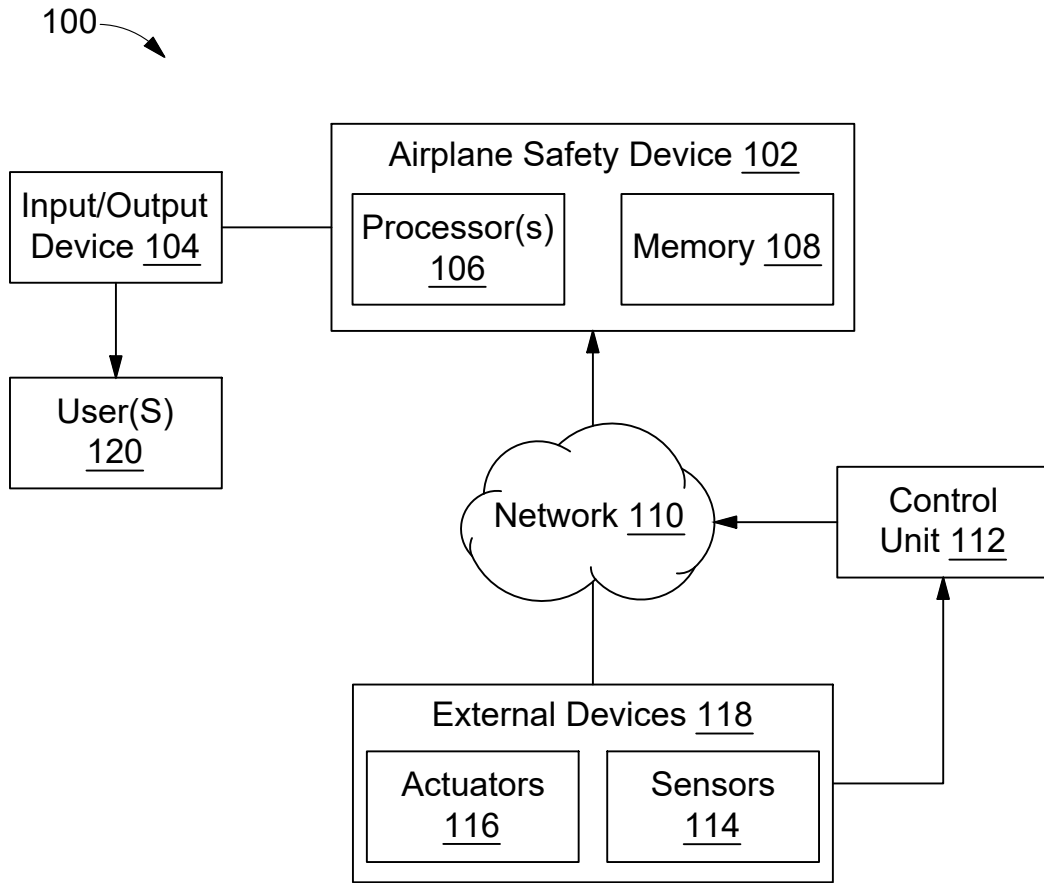 100
Airplane Safety Device 102
Input/Output
Device 104
Processor(s)
106
Memory 108
User(S)
120
Network 110
Control
Unit 112
External Devices 118
Actuators
116
Sensors
114